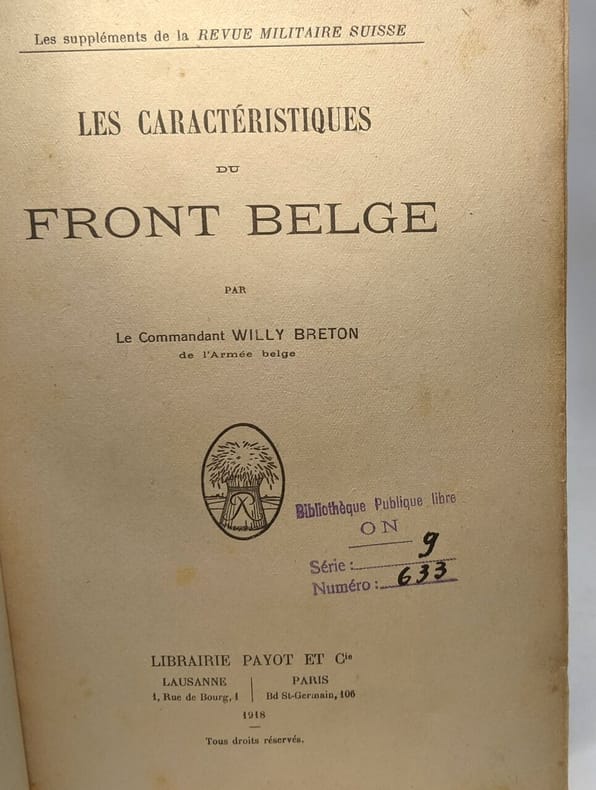 Les suppléments de la REVUE MILITAIRE SUISSE
LES CARACTÉRISTIQUES
DU
FRONT BELGE
PAR
Le Commandant WILLY BRETON
de l'Armée belge
Bibliothèque Publique libre
ON
Série : 9
Numéro : 633
LIBRAIRIE PAYOT ET Cie
LAUSANNE | PARIS
1, Rue de Bourg, 1 | Bd St-Germain, 106
1918
Tous droits réservés.